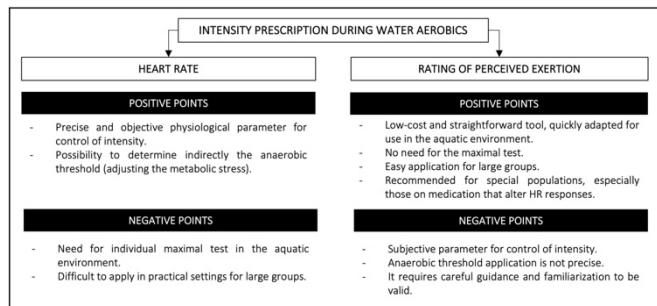 INTENSITY PRESCRIPTION DURING WATER AEROBICS
HEART RATE
POSITIVE POINTS
- Precise and objective physiological parameter for
control of intensity.
- Possibility to determine indirectly the anaerobic
threshold (adjusting the metabolic stress).
NEGATIVE POINTS
- Need for individual maximal test in the aquatic
environment.
- Difficult to apply in practical settings for large groups.
RATING OF PERCEIVED EXERTION
POSITIVE POINTS
- Low-cost and straightforward tool, quickly adapted for
use in the aquatic environment.
- No need for the maximal test.
- Easy application for large groups.
- Recommended for special populations, especially
those on medication that alter HR responses.
NEGATIVE POINTS
- Subjective parameter for control of intensity.
- Anaerobic threshold application is not precise.
- It requires careful guidance and familiarization to be
valid.